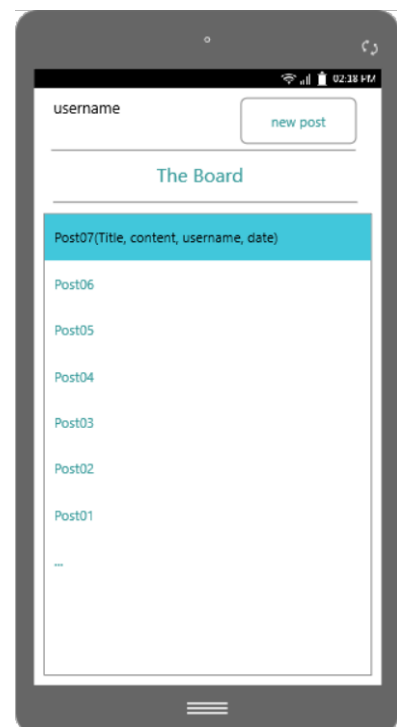 02:18 PM
username
new post
The Board
Post07(Title, content, username, date)
Post06
Post05
Post04
Post03
Post02
Post01
...